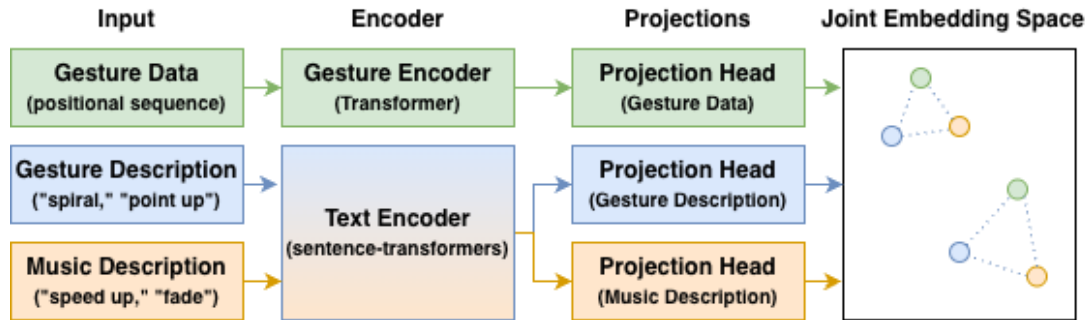 Input
Encoder
Projections
Joint Embedding Space
Gesture Data
(positional sequence)
Gesture Encoder
(Transformer)
Projection Head
(Gesture Data)
Gesture Description
("spiral," "point up")
Text Encoder
(sentence-transformers)
Projection Head
(Gesture Description)
Music Description
("speed up," "fade")
Projection Head
(Music Description)